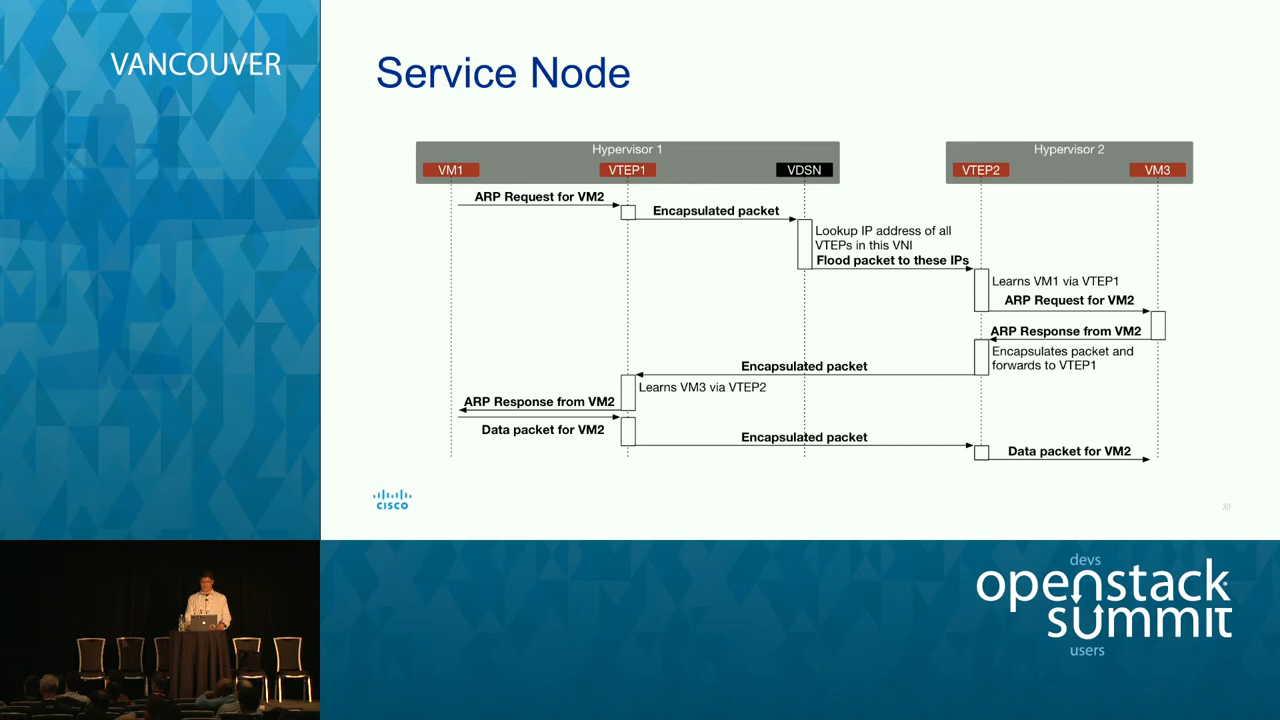 VANCOUVER
Service Node
Hypervisor 1
Hypervisor 2
VM1
VTEP1
VDSN
VTEP2
VM3
ARP Request for VM2
Encapsulated packet
Lookup IP address of all
VTEPs in this VNI
Flood packet to these IPs
Learns VM1 via VTEP1
ARP Request for VM2
ARP Response from VM2
Encapsulates packet and
forwards to VTEP1
Encapsulated packet
Learns VM3 via VTEP2
ARP Response from VM2
Data packet for VM2
Encapsulated packet
Data packet for VM2
CISCO
30
devs
openstack
summit
users